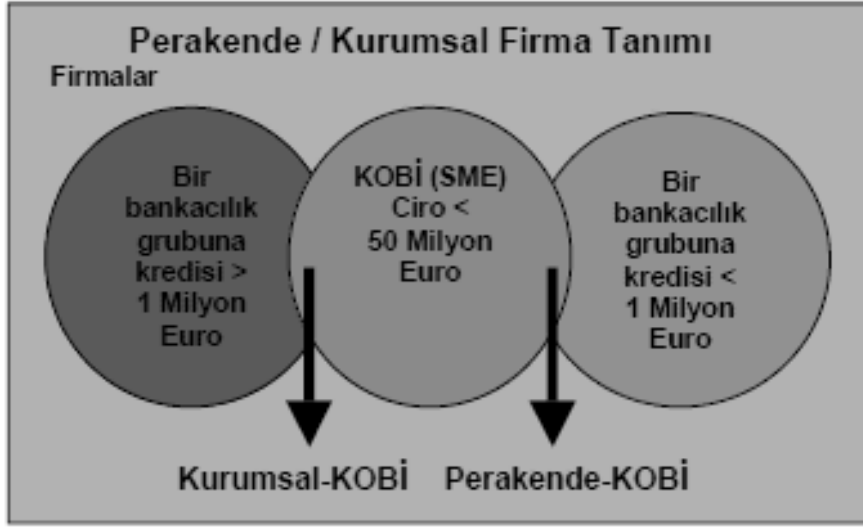 Perakende / Kurumsal Firma Tanımı
Firmalar
Bir
bankacılık
grubuna
kredisi >
1 Milyon
Euro
KOBİ (SME)
Ciro <
50 Milyon
Euro
Bir
bankacılık
grubuna
kredisi <
1 Milyon
Euro
Kurumsal-KOBİ
Perakende-KOBİ